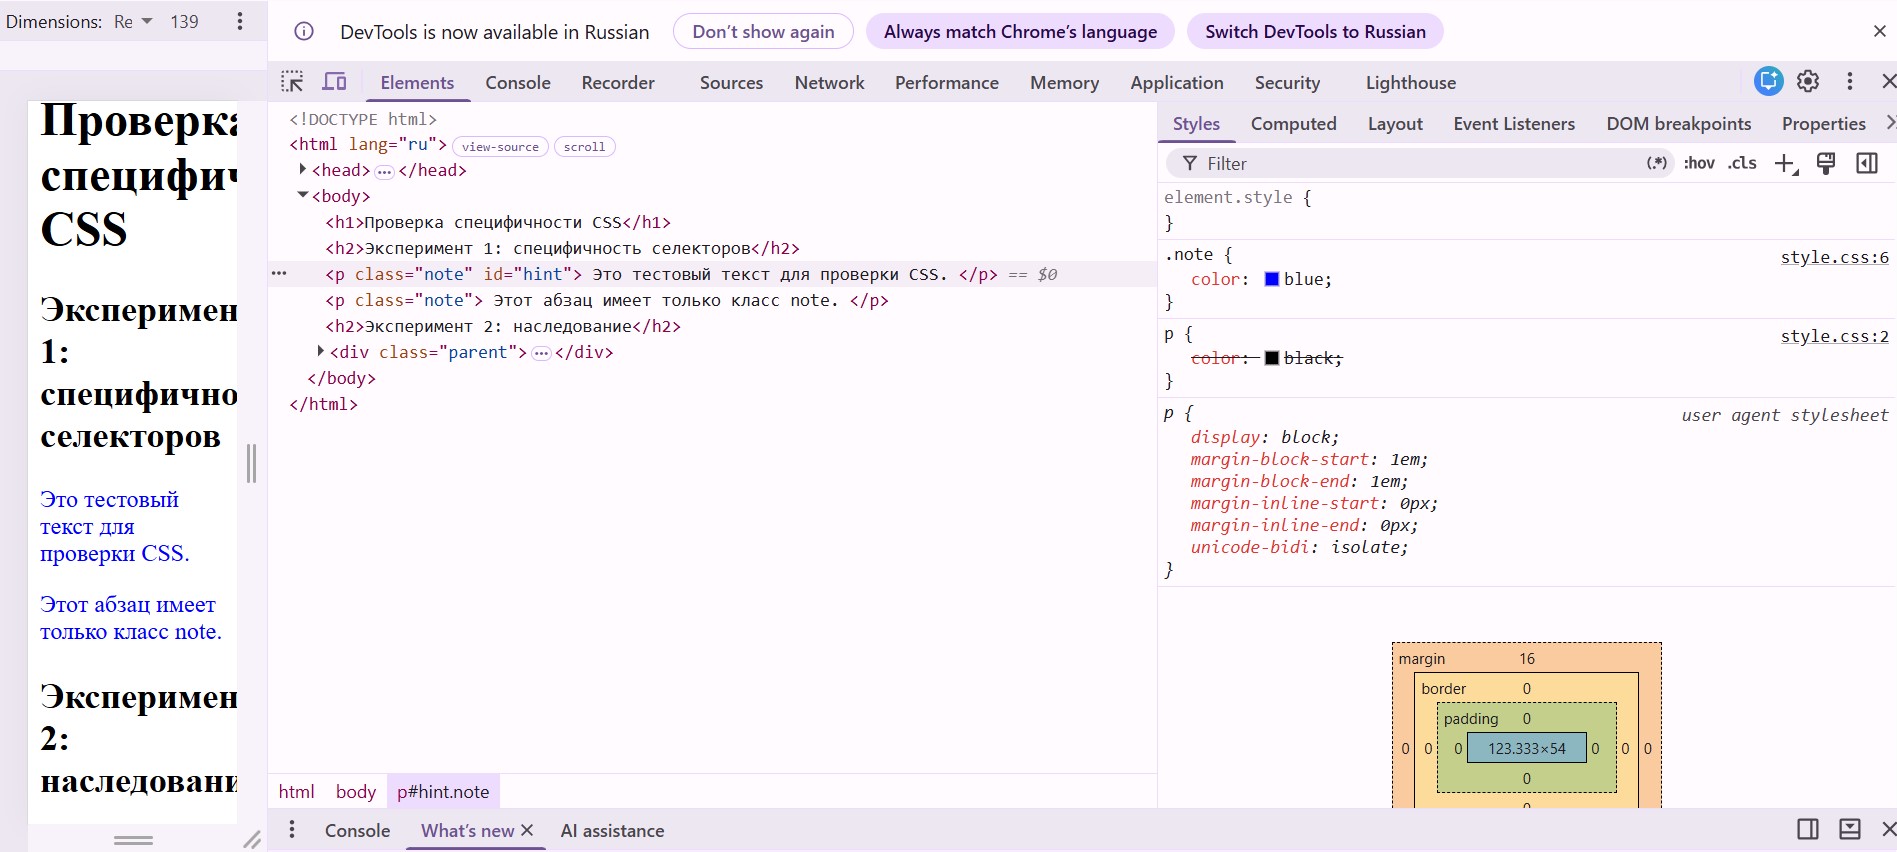 Dimensions: Re 139
DevTools is now available in Russian Don't show again Always match Chrome's language Switch DevTools to Russian
Elements Console Recorder Sources Network Performance Memory Application Security Lighthouse
Проверка
специфич
CSS
Эксперимен
1:
специфично
селекторов
Это тестовый
текст для
проверки CSS.
Этот абзац имеет
только класс note.
Эксперимен
2:
наследовани
<!DOCTYPE html>
<html lang="ru"> view-source scroll
<head> ... </head>
<body>
<h1>Проверка специфичности CSS</h1>
<h2>Эксперимент 1: специфичность селекторов</h2>
<p class="note" id="hint"> Это тестовый текст для проверки CSS. </p> == $0
<p class="note"> Этот абзац имеет только класс note. </p>
<h2>Эксперимент 2: наследование</h2>
<div class="parent"> ... </div>
</body>
</html>
html body p#hint.note
Styles Computed Layout Event Listeners DOM breakpoints Properties
Filter (.*) :hov .cls
element.style {
}
.note { style.css:6
color: blue;
}
p { style.css:2
color: black;
}
p { user agent stylesheet
display: block;
margin-block-start: 1em;
margin-block-end: 1em;
margin-inline-start: 0px;
margin-inline-end: 0px;
unicode-bidi: isolate;
}
margin 16
border 0
padding 0
0 0 0 123.333×54 0 0 0
0
Console What's new AI assistance